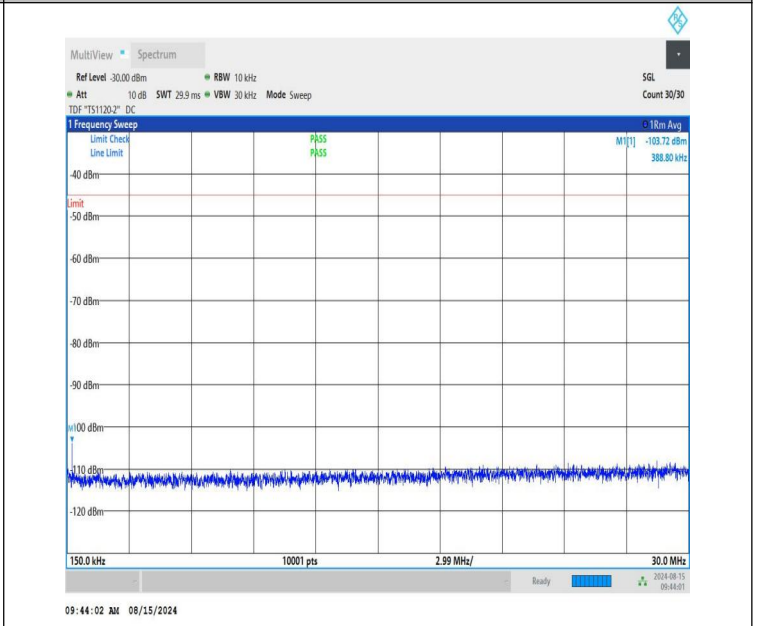 MultiView Spectrum
Ref Level -30.00 dBm RBW 10 kHz SGL
Att 10 dB SWT 29.9 ms VBW 30 kHz Mode Sweep Count 30/30
TDF "TS1120-2" DC
1 Frequency Sweep 1Rm Avg
Limit Check PASS M1[1] -103.72 dBm
Line Limit PASS 388.80 kHz
-40 dBm
Limit
-50 dBm
-60 dBm
-70 dBm
-80 dBm
-90 dBm
M1
-100 dBm
-110 dBm
-120 dBm
150.0 kHz 10001 pts 2.99 MHz/ 30.0 MHz
Ready 2024-08-15
09:44:01
09:44:02 AM 08/15/2024